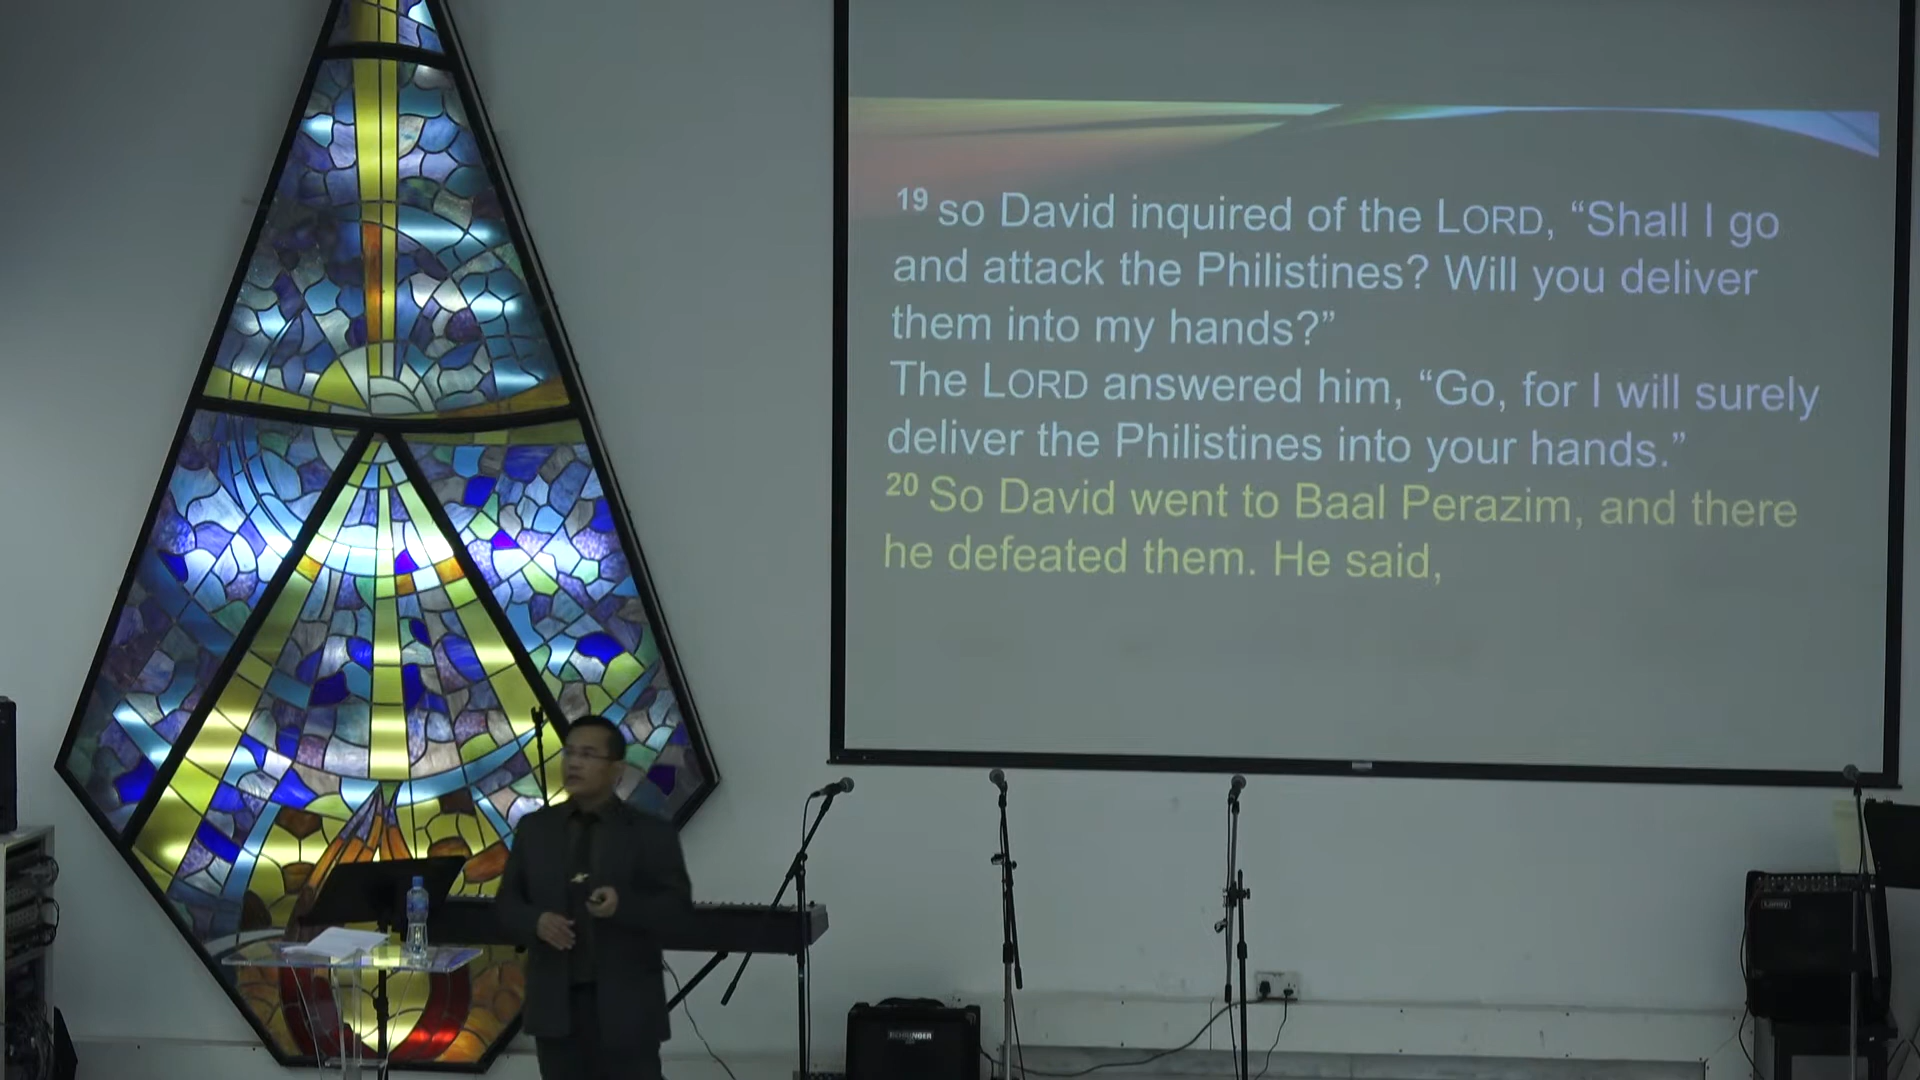 19 so David inquired of the LORD, “Shall I go
and attack the Philistines? Will you deliver
them into my hands?”
The LORD answered him, “Go, for I will surely
deliver the Philistines into your hands.”
20 So David went to Baal Perazim, and there
he defeated them. He said,
Laney
BEHRINGER